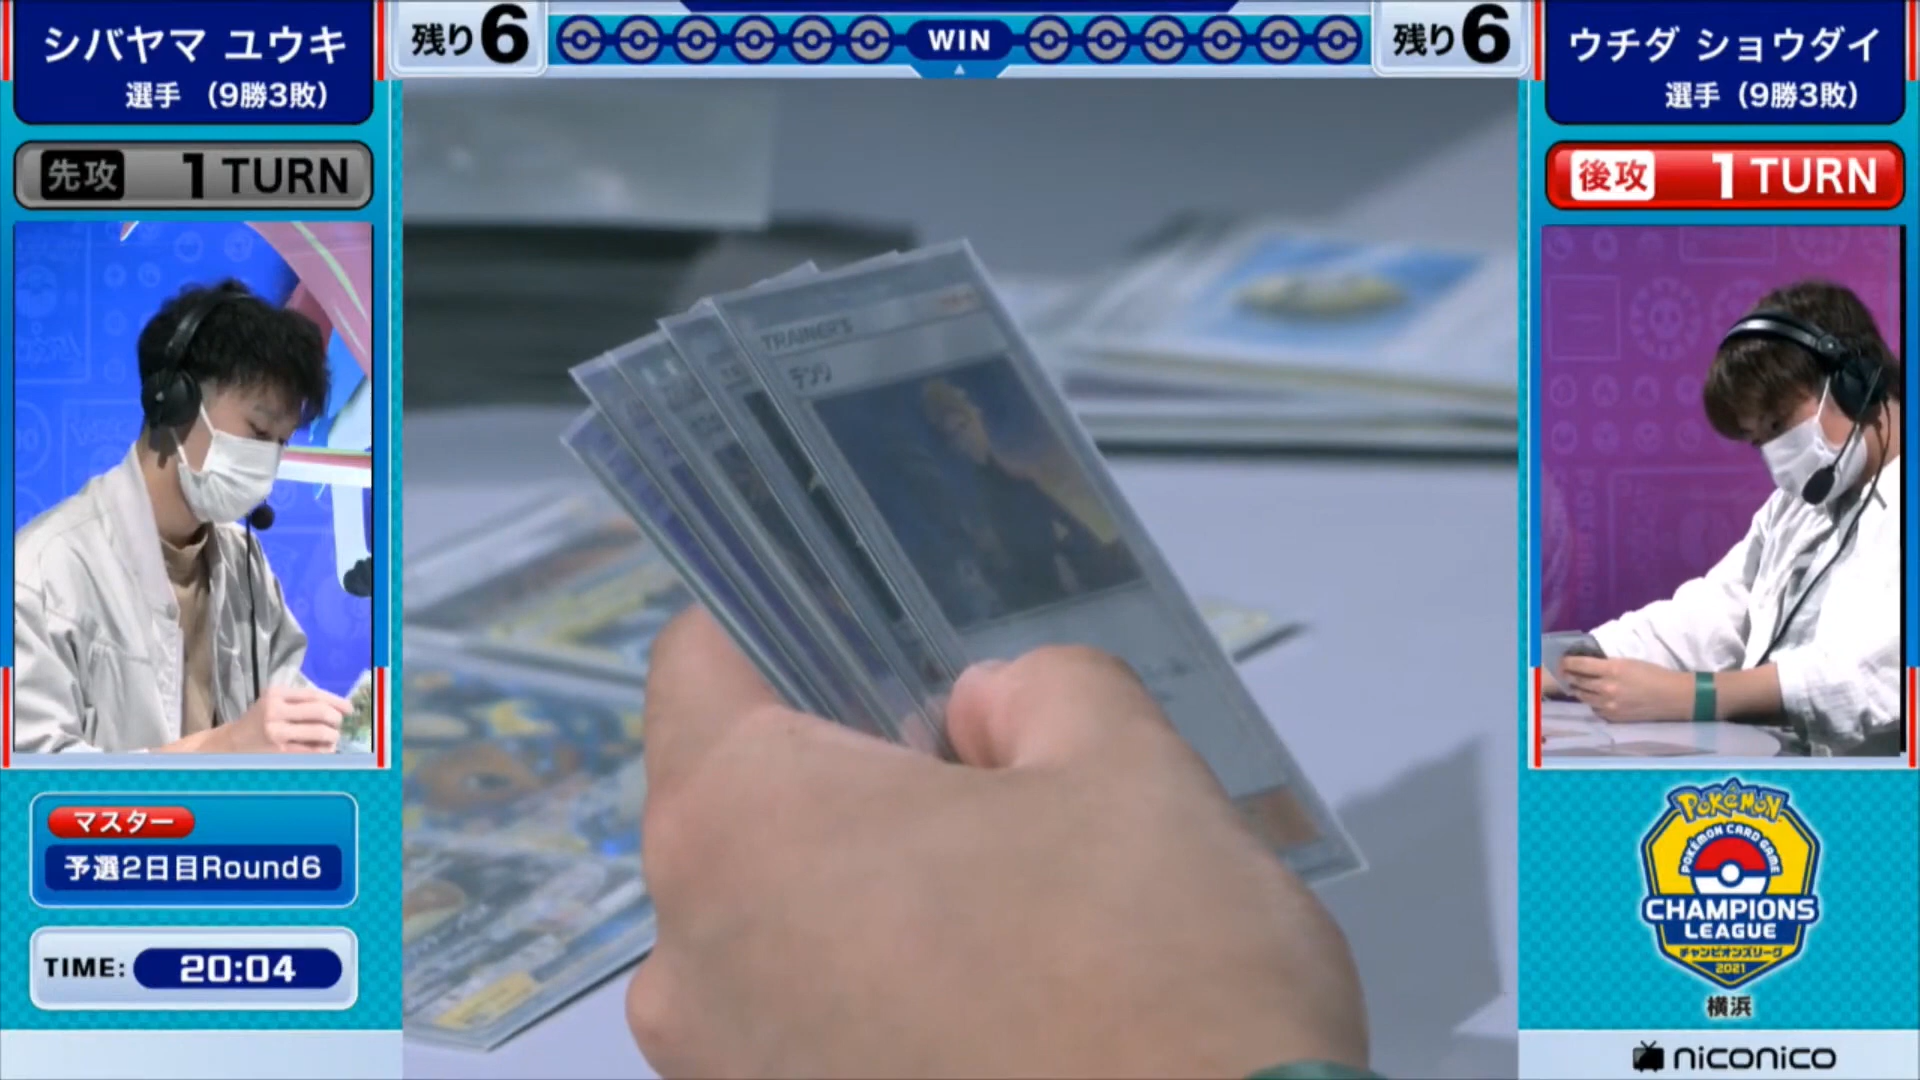 シバヤマ ユウキ
選手 (9勝3敗)
先攻 1 TURN
残り6
WIN
残り6
ウチダ ショウダイ
選手 (9勝3敗)
後攻 1 TURN
TRAINER'S
マスター
予選2日目Round6
TIME: 20:04
POKÉMON
POKÉMON CARD GAME
CHAMPIONS
LEAGUE
チャンピオンズリーグ
2021
横浜
niconico